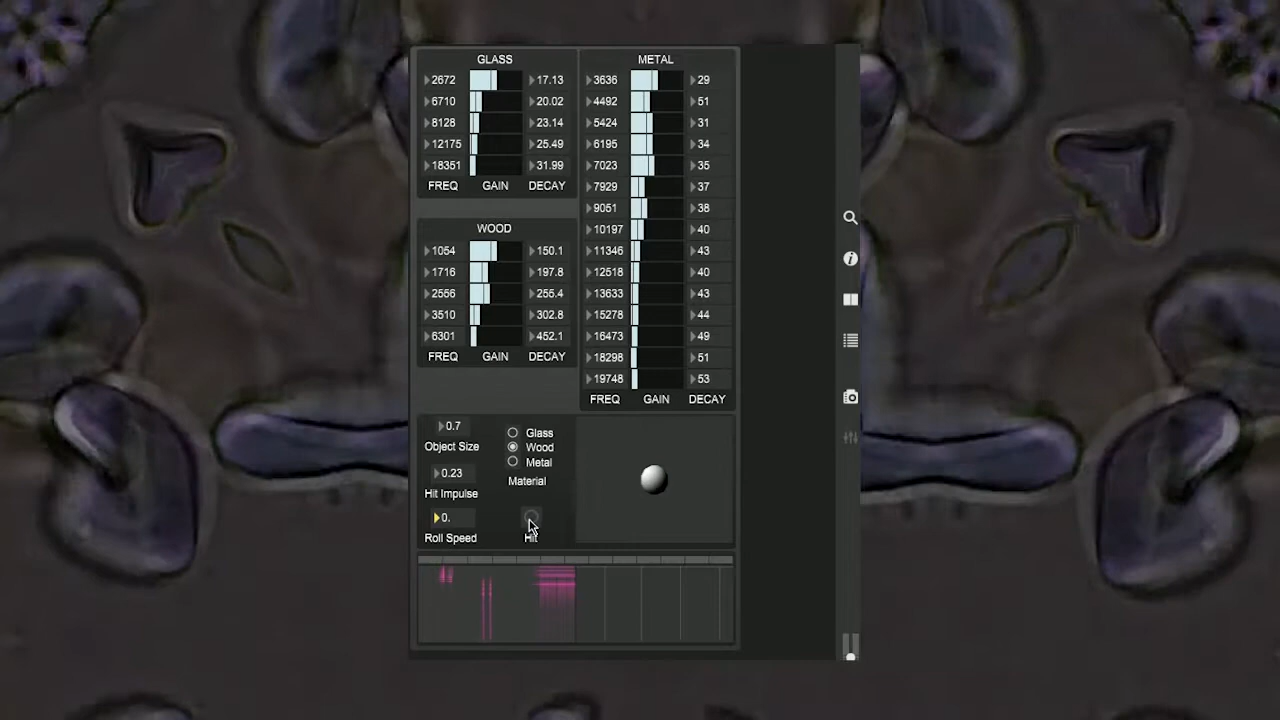 GLASS
2672 17.13
6710 20.02
8128 23.14
12175 25.49
18351 31.99
FREQ GAIN DECAY
WOOD
1054 150.1
1716 197.8
2556 255.4
3510 302.8
6301 452.1
FREQ GAIN DECAY
METAL
3636 29
4492 51
5424 31
6195 34
7023 35
7929 37
9051 38
10197 40
11346 43
12518 40
13633 43
15278 44
16473 49
18298 51
19748 53
FREQ GAIN DECAY
0.7
Object Size
0.23
Hit Impulse
0.
Roll Speed
Glass
Wood
Metal
Material
Hit